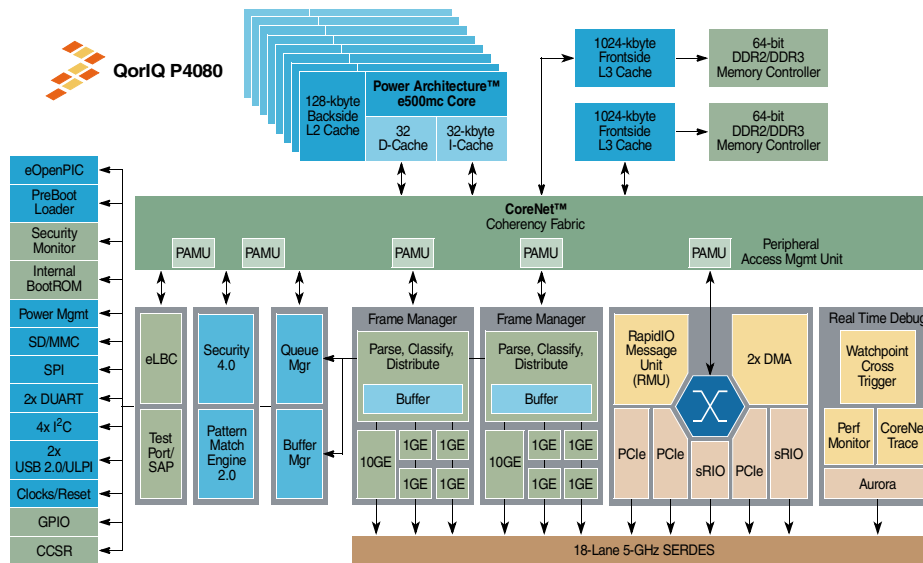 QorIQ P4080
128-kbyte
Backside
L2 Cache
Power Architecture™
e500mc Core
32
D-Cache
32-kbyte
I-Cache
1024-kbyte
Frontside
L3 Cache
64-bit
DDR2/DDR3
Memory Controller
1024-kbyte
Frontside
L3 Cache
64-bit
DDR2/DDR3
Memory Controller
eOpenPIC
PreBoot
Loader
Security
Monitor
Internal
BootROM
Power Mgmt
SD/MMC
SPI
2x DUART
4x I²C
2x
USB 2.0/ULPI
Clocks/Reset
GPIO
CCSR
CoreNet™
Coherency Fabric
PAMU
PAMU
PAMU
PAMU
PAMU
Peripheral
Access Mgmt Unit
eLBC
Test
Port/
SAP
Security
4.0
Pattern
Match
Engine
2.0
Queue
Mgr
Buffer
Mgr
Frame Manager
Parse, Classify,
Distribute
Buffer
10GE
1GE
1GE
1GE
1GE
Frame Manager
Parse, Classify,
Distribute
Buffer
10GE
1GE
1GE
1GE
1GE
RapidIO
Message
Unit
(RMU)
2x DMA
PCIe
PCIe
sRIO
PCIe
sRIO
Real Time Debug
Watchpoint
Cross
Trigger
Perf
Monitor
CoreNet
Trace
Aurora
18-Lane 5-GHz SERDES